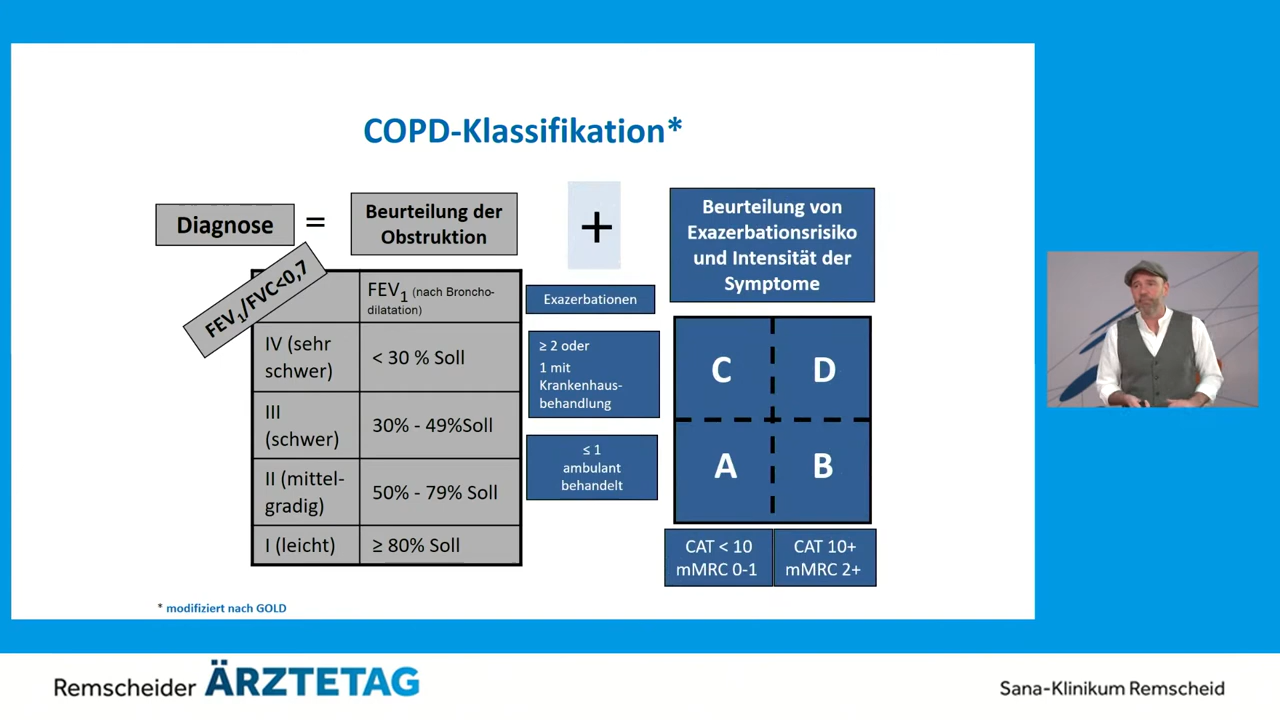 COPD-Klassifikation*
Diagnose
=
Beurteilung der
Obstruktion
+
Beurteilung von
Exazerbationsrisiko
und Intensität der
Symptome
FEV1/FVC<0,7
FEV1 (nach Broncho-
dilatation)
IV (sehr
schwer)
< 30 % Soll
III
(schwer)
30% - 49%Soll
II (mittel-
gradig)
50% - 79% Soll
I (leicht)
≥ 80% Soll
Exazerbationen
≥ 2 oder
1 mit
Krankenhaus-
behandlung
≤ 1
ambulant
behandelt
C D
A B
CAT < 10
mMRC 0-1
CAT 10+
mMRC 2+
* modifiziert nach GOLD
Remscheider ÄRZTETAG
Sana-Klinikum Remscheid